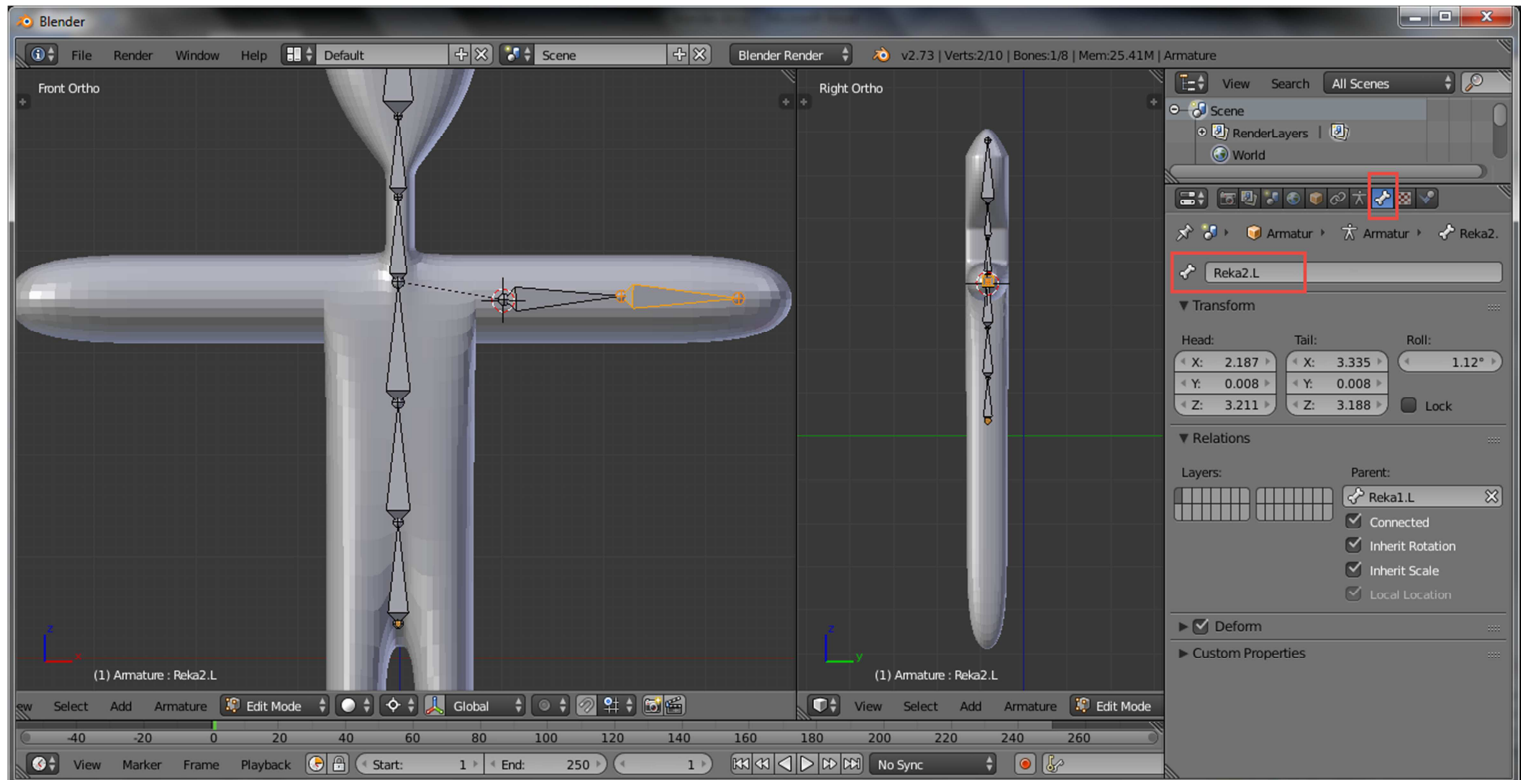 Blender
File Render Window Help Default Scene Blender Render v2.73 | Verts:2/10 | Bones:1/8 | Mem:25.41M | Armature
Front Ortho
Right Ortho
View Search All Scenes
Scene
RenderLayers |
World
Armatur Armatur Reka2.
Reka2.L
Transform
Head: Tail: Roll:
X: 2.187 X: 3.335 1.12°
Y: 0.008 Y: 0.008
Z: 3.211 Z: 3.188 Lock
Relations
Layers: Parent:
Reka1.L
Connected
Inherit Rotation
Inherit Scale
Local Location
Deform
Custom Properties
z
x
(1) Armature : Reka2.L
z
y
(1) Armature : Reka2.L
ew Select Add Armature Edit Mode Global
View Select Add Armature Edit Mode
-40 -20 0 20 40 60 80 100 120 140 160 180 200 220 240 260
View Marker Frame Playback Start: 1 End: 250 1 No Sync